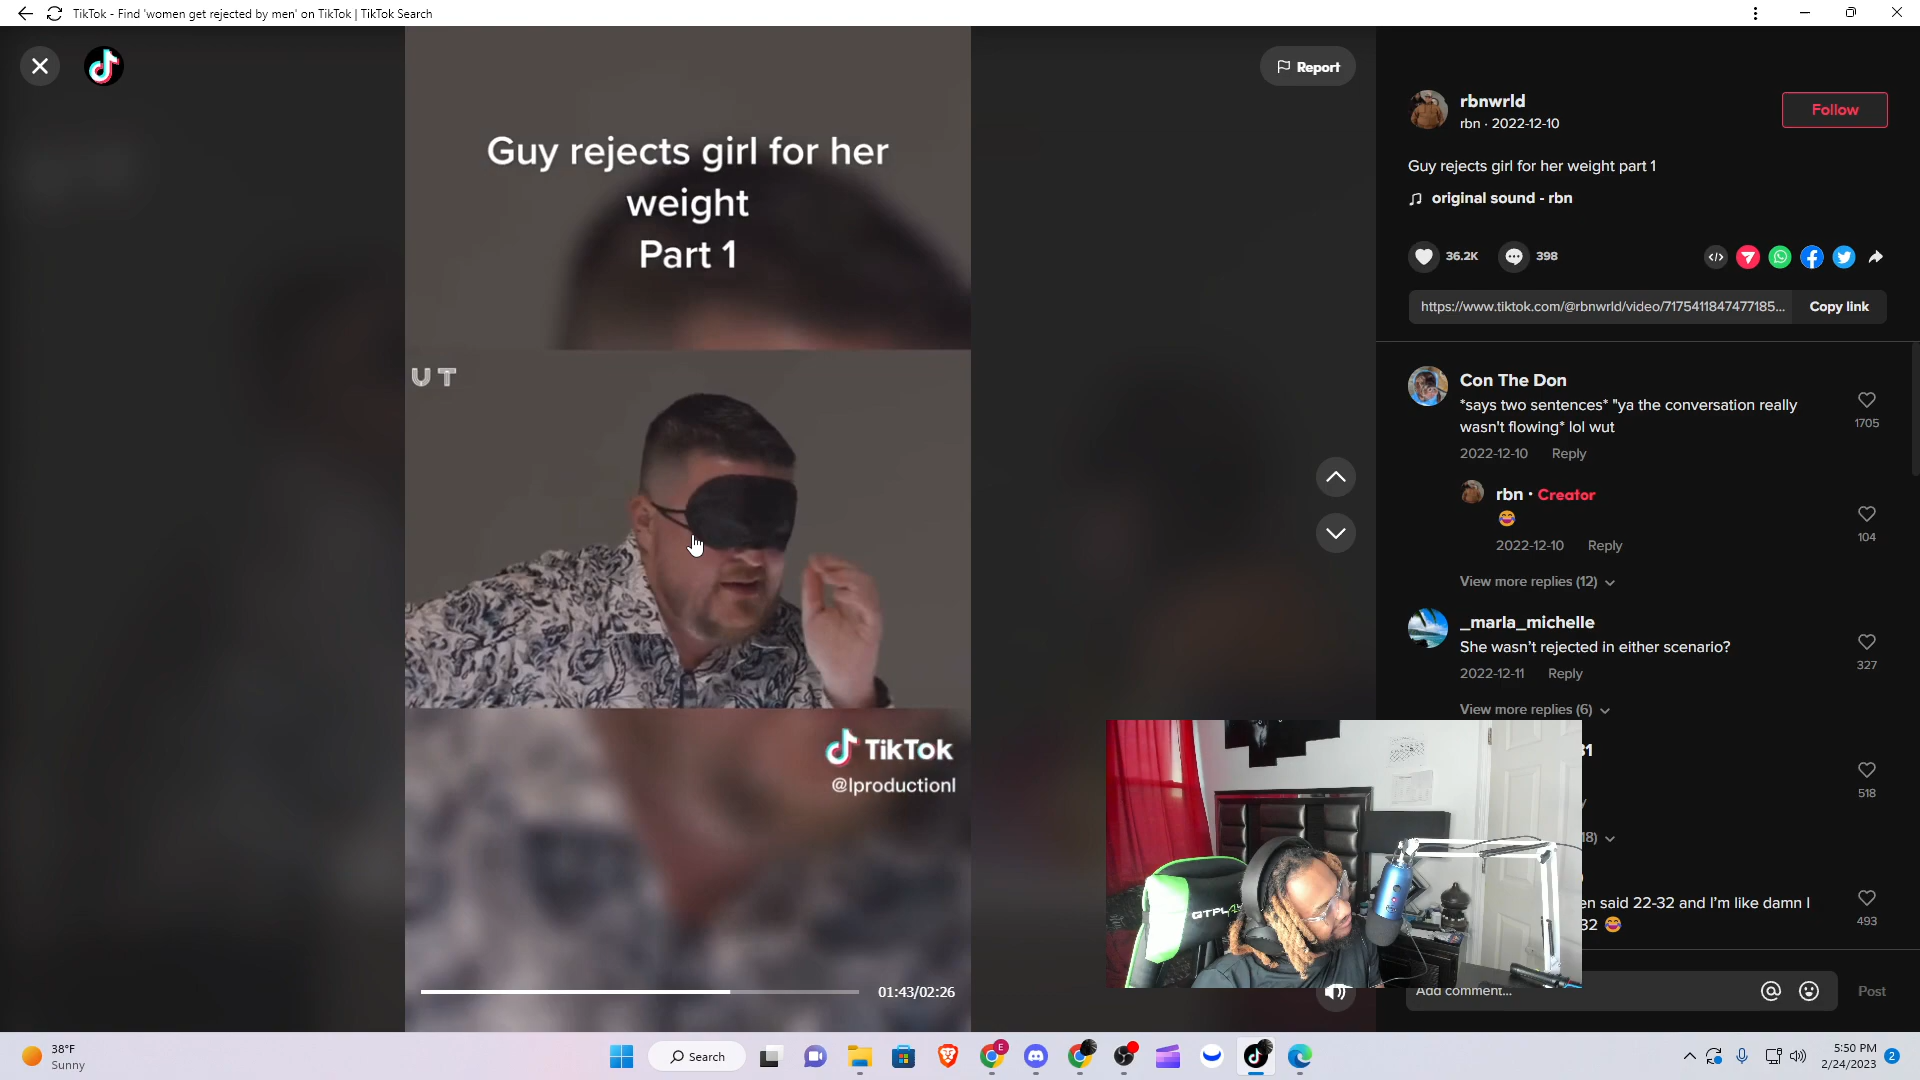 TikTok - Find 'women get rejected by men' on TikTok | TikTok Search
Report
Guy rejects girl for her
weight
Part 1
UT
TikTok
@lproductionl
01:43/02:26
rbnwrld
rbn · 2022-12-10
Follow
Guy rejects girl for her weight part 1
original sound - rbn
36.2K
398
https://www.tiktok.com/@rbnwrld/video/7175411847477185...
Copy link
Con The Don
*says two sentences* "ya the conversation really
wasn't flowing* lol wut
1705
2022-12-10 Reply
rbn · Creator
104
2022-12-10 Reply
View more replies (12)
_marla_michelle
She wasn't rejected in either scenario?
327
2022-12-11 Reply
View more replies (6)
518
18)
en said 22-32 and I'm like damn I
32
493
GTPLAY
Add comment...
Post
38°F
Sunny
Search
E
5:50 PM
2/24/2023
2